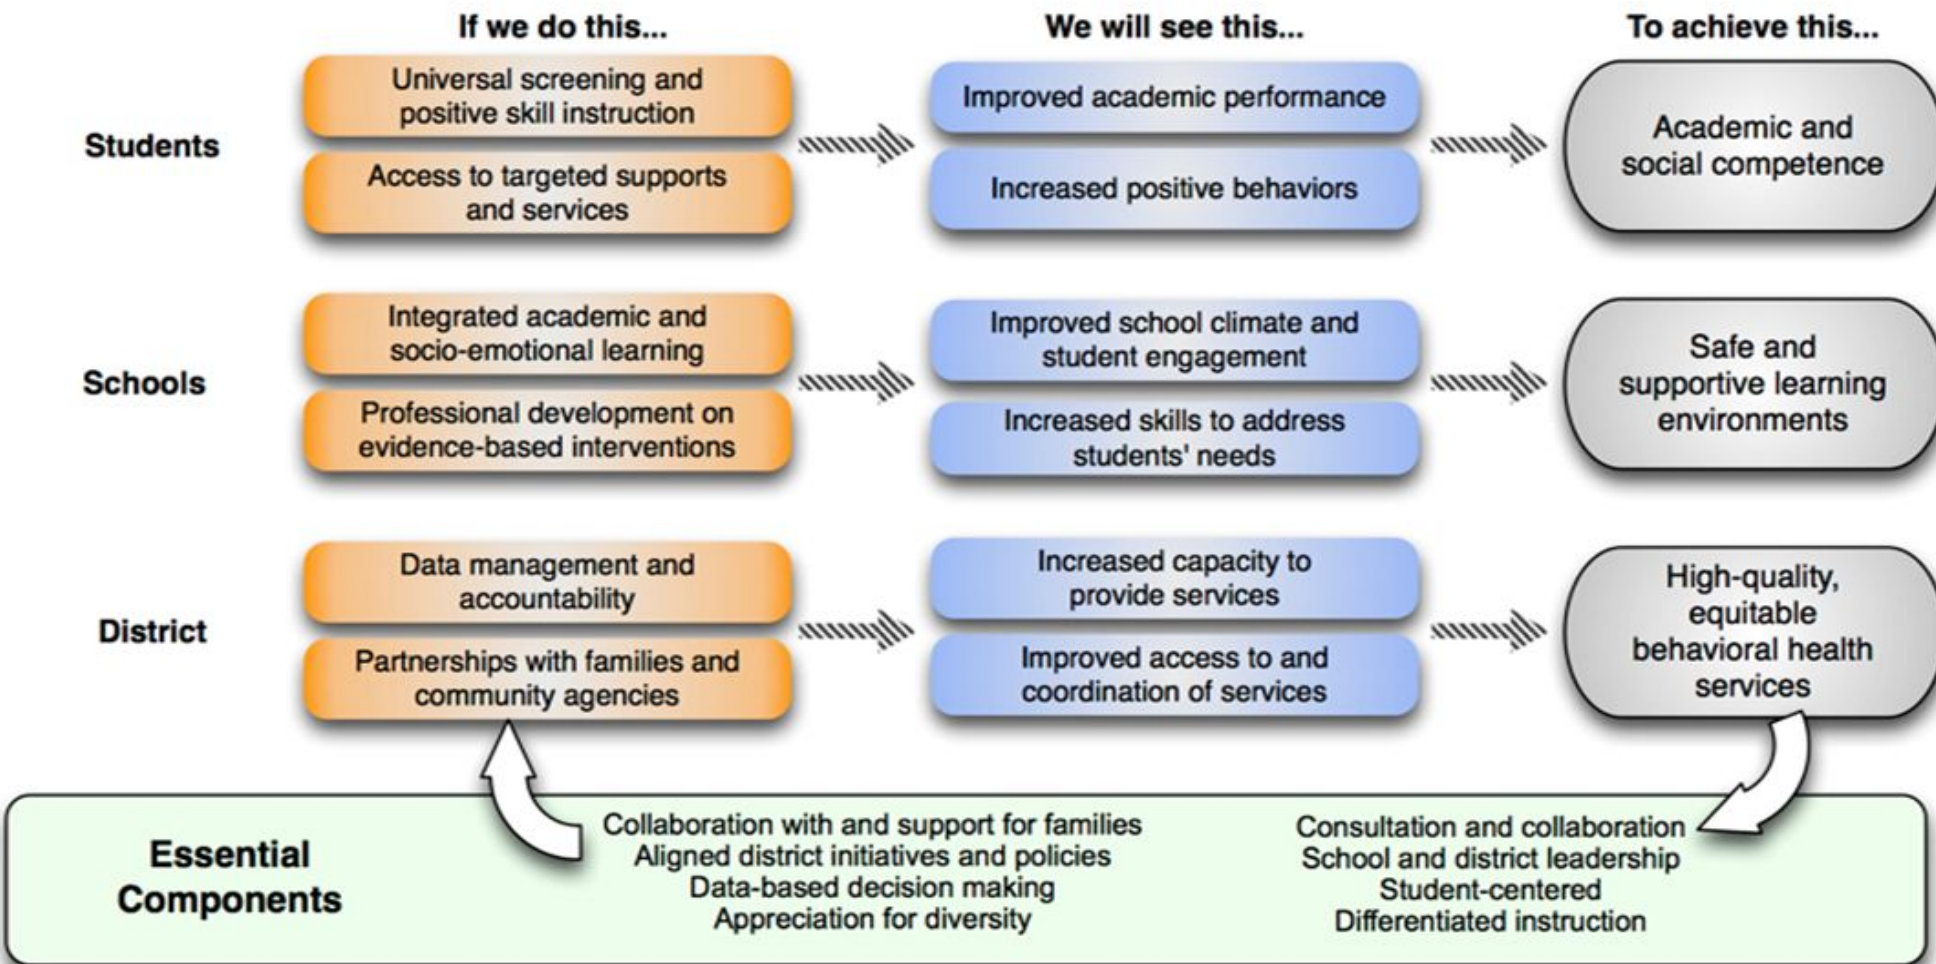 If we do this...
We will see this...
To achieve this...
Students
Universal screening and
positive skill instruction
Access to targeted supports
and services
Improved academic performance
Increased positive behaviors
Academic and
social competence
Schools
Integrated academic and
socio-emotional learning
Professional development on
evidence-based interventions
Improved school climate and
student engagement
Increased skills to address
students' needs
Safe and
supportive learning
environments
District
Data management and
accountability
Partnerships with families and
community agencies
Increased capacity to
provide services
Improved access to and
coordination of services
High-quality,
equitable
behavioral health
services
Essential
Components
Collaboration with and support for families
Aligned district initiatives and policies
Data-based decision making
Appreciation for diversity
Consultation and collaboration
School and district leadership
Student-centered
Differentiated instruction